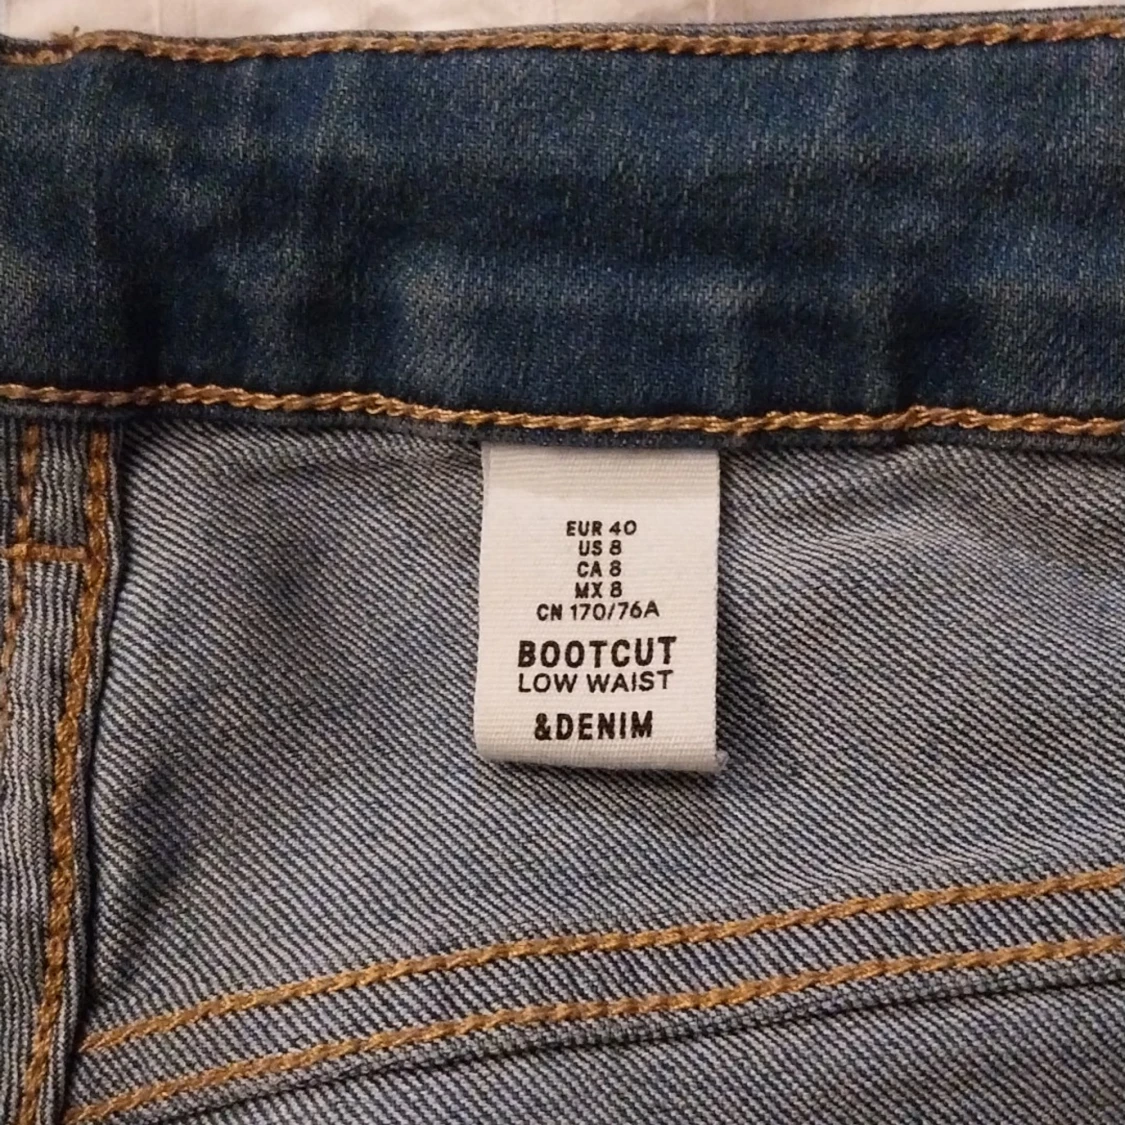 EUR 40
US 8
CA 8
MX 8
CN 170/76A
BOOTCUT
LOW WAIST
&DENIM